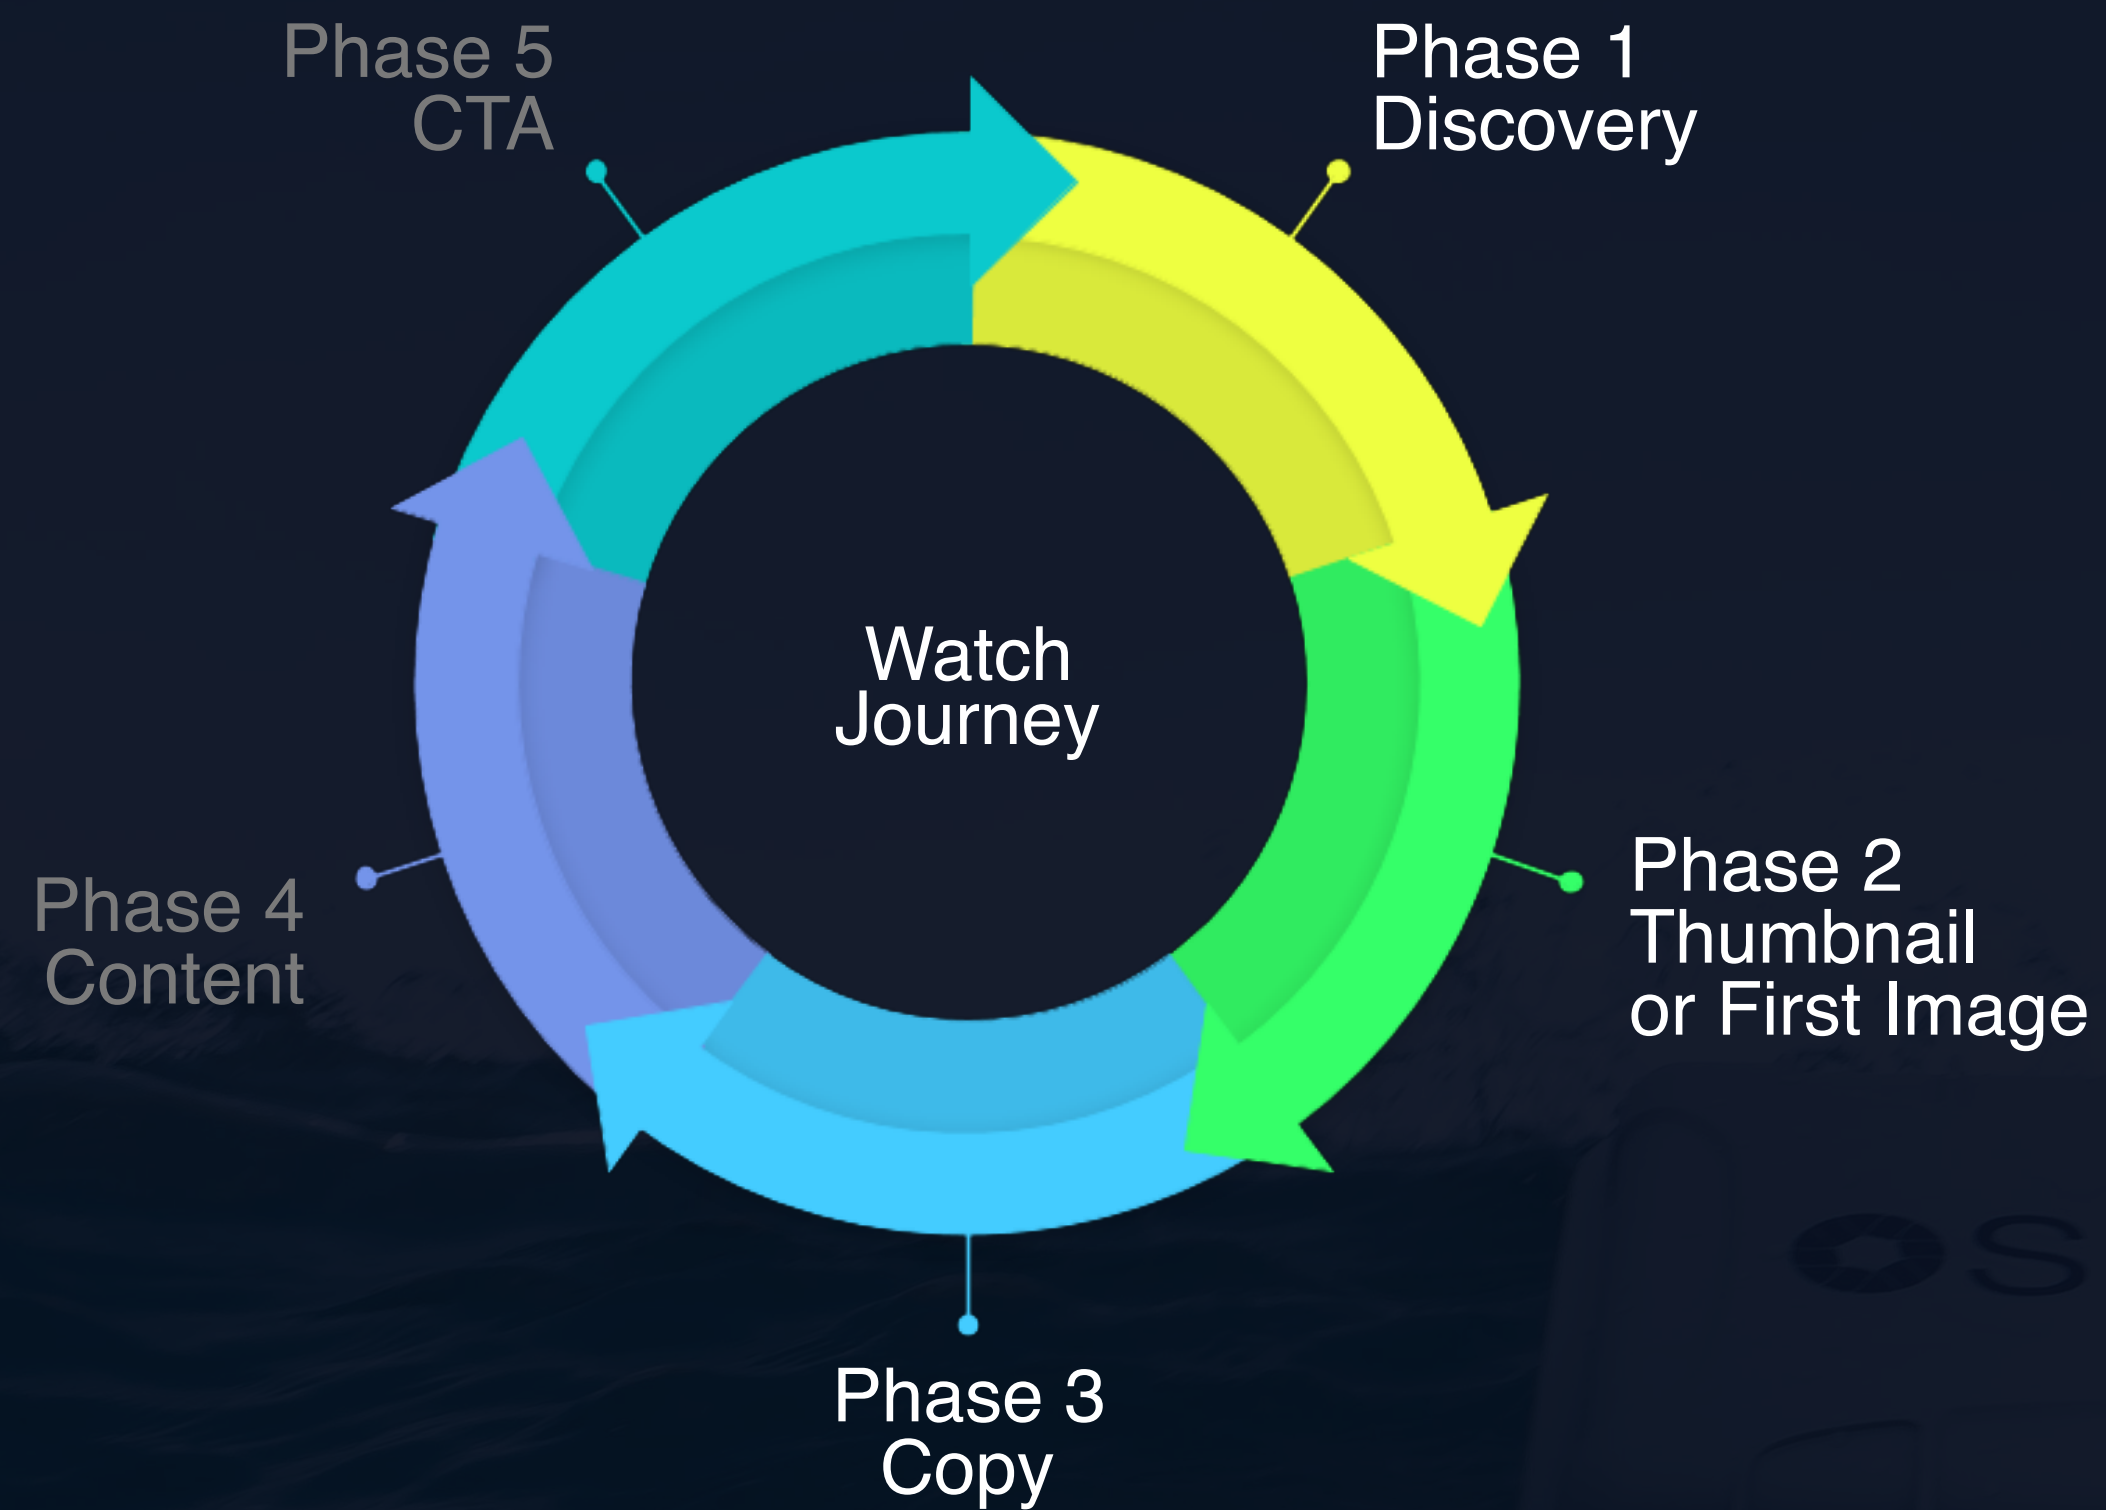 Phase 5
CTA
Phase 1
Discovery
Watch
Journey
Phase 2
Thumbnail
or First Image
Phase 4
Content
Phase 3
Copy
S